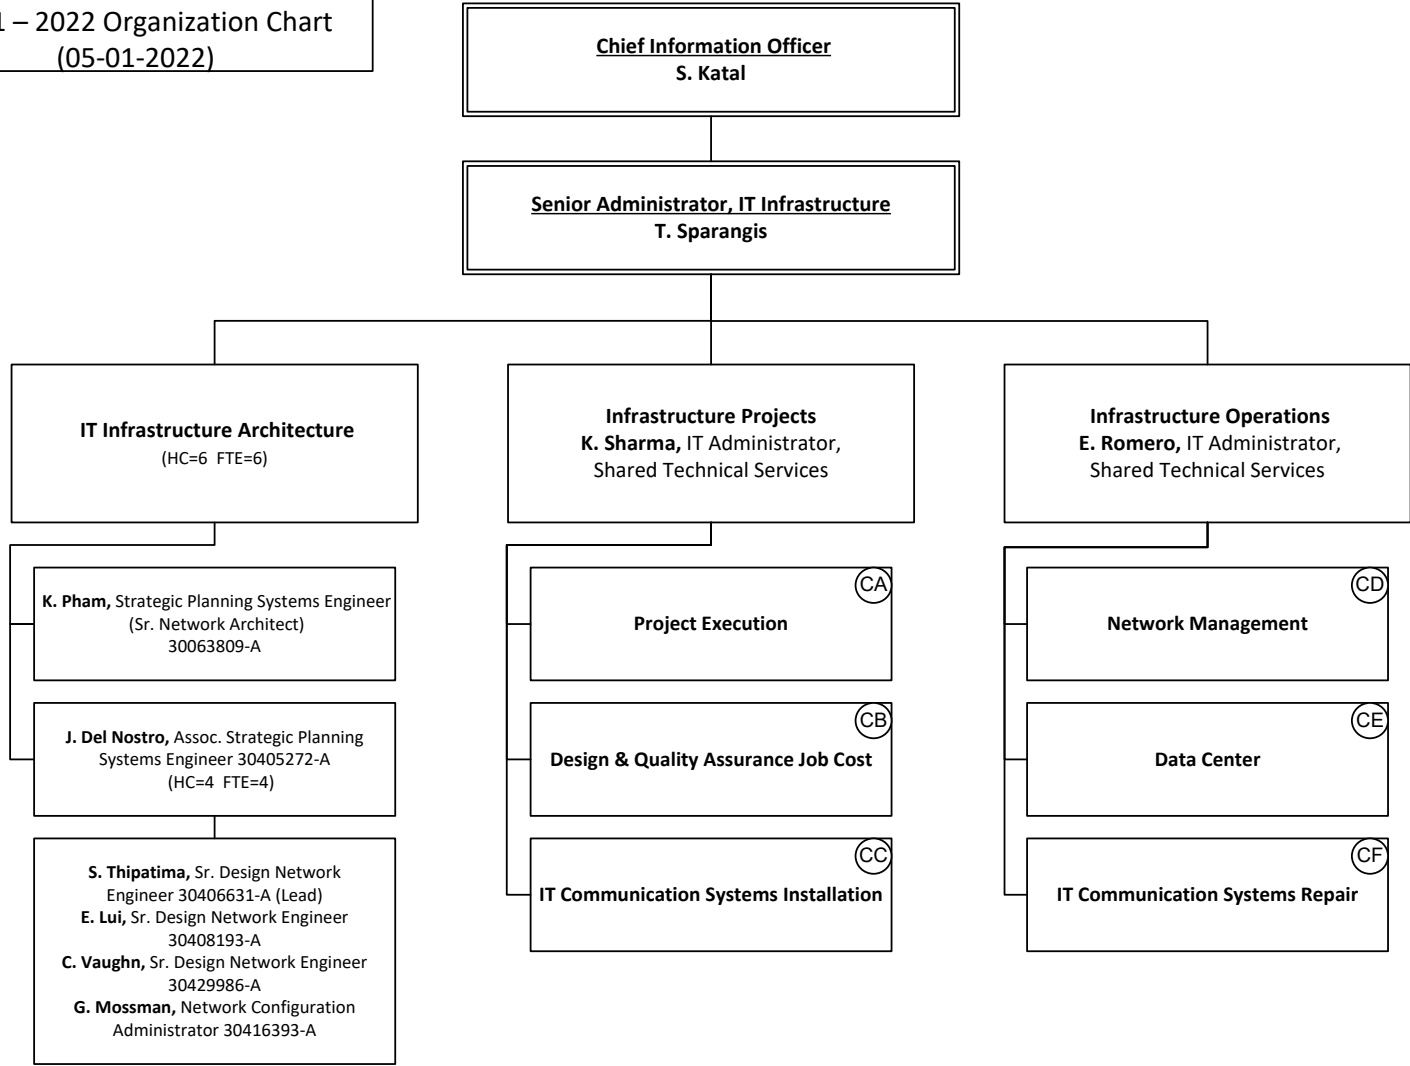 – 2022 Organization Chart
(05-01-2022)
Chief Information Officer
S. Katal
Senior Administrator, IT Infrastructure
T. Sparangis
IT Infrastructure Architecture
(HC=6 FTE=6)
Infrastructure Projects
K. Sharma, IT Administrator,
Shared Technical Services
Infrastructure Operations
E. Romero, IT Administrator,
Shared Technical Services
K. Pham, Strategic Planning Systems Engineer
(Sr. Network Architect)
30063809-A
J. Del Nostro, Assoc. Strategic Planning
Systems Engineer 30405272-A
(HC=4 FTE=4)
S. Thipatima, Sr. Design Network
Engineer 30406631-A (Lead)
E. Lui, Sr. Design Network Engineer
30408193-A
C. Vaughn, Sr. Design Network Engineer
30429986-A
G. Mossman, Network Configuration
Administrator 30416393-A
CA
Project Execution
CB
Design & Quality Assurance Job Cost
CC
IT Communication Systems Installation
CD
Network Management
CE
Data Center
CF
IT Communication Systems Repair